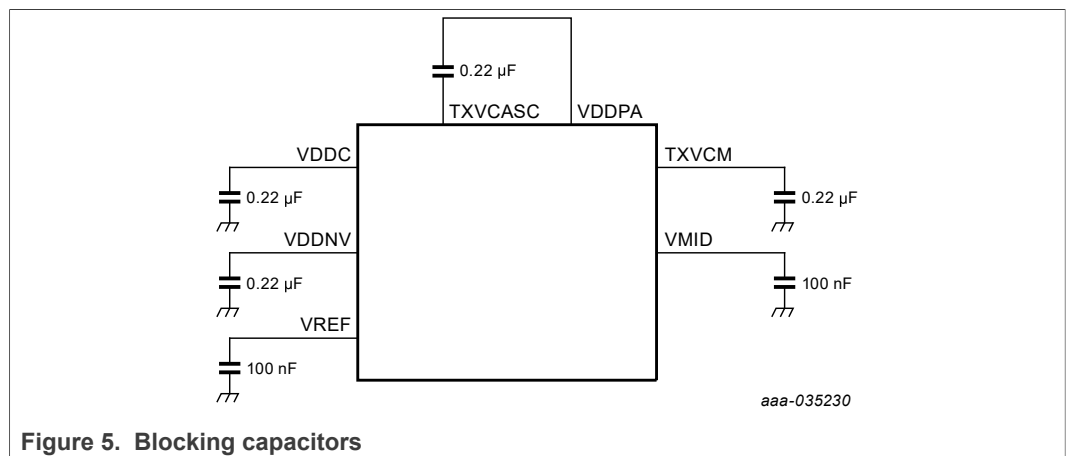 0.22 µF
TXVCASC VDDPA
VDDC TXVCM
0.22 µF 0.22 µF
VDDNV VMID
0.22 µF 100 nF
VREF
100 nF
aaa-035230
Figure 5. Blocking capacitors